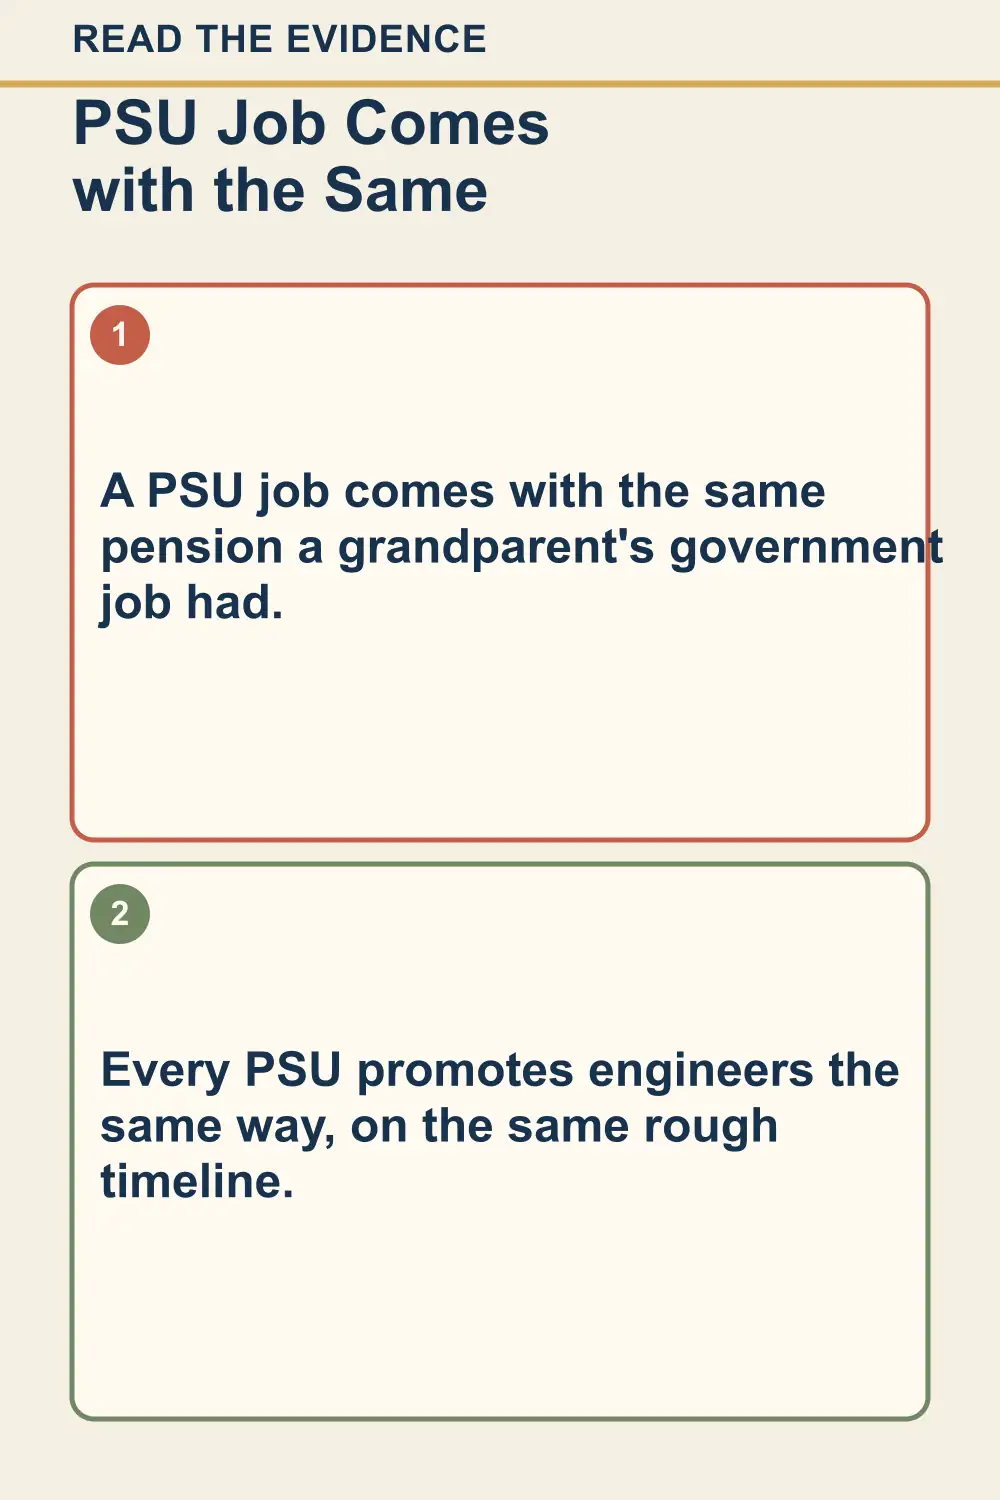 READ THE EVIDENCE
PSU Job Comes
with the Same
1
A PSU job comes with the same
pension a grandparent's government
job had.
2
Every PSU promotes engineers the
same way, on the same rough
timeline.